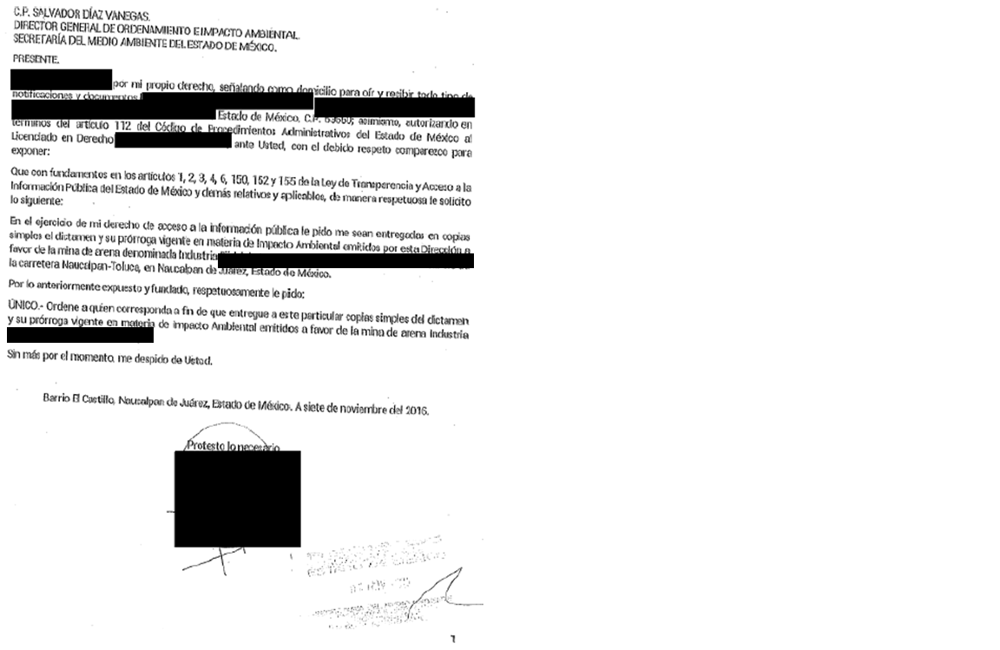 C.P. SALVADOR DÍAZ VANEGAS.
DIRECTOR GENERAL DE ORDENAMIENTO E IMPACTO AMBIENTAL.
SECRETARÍA DEL MEDIO AMBIENTE DEL ESTADO DE MÉXICO.
PRESENTE.
por mi propio derecho, señalando como domicilio para oír y recibir todo tipo de
notificaciones y documentos
Estado de México, C.P. asimismo, autorizando en
términos del artículo 112 del Código de Procedimientos Administrativos del Estado de México al
Licenciado en Derecho , ante Usted, con el debido respeto comparezco para
exponer:
Que con fundamentos en los artículos 1, 2, 3, 4, 6, 150, 152 y 155 de la Ley de Transparencia y Acceso a la
Información Pública del Estado de México y demás relativos y aplicables, de manera respetuosa le solicito
lo siguiente:
En el ejercicio de mi derecho de acceso a la información pública le pido me sean entregadas en copias
simples el dictamen y su prórroga vigente en materia de Impacto Ambiental emitidos por esta Dirección a
favor de la mina de arena denominada Industria
la carretera Naucalpan-Toluca, en Naucalpan de Juárez, Estado de México.
Por lo anteriormente expuesto y fundado, respetuosamente le pido:
ÚNICO.- Ordene a quien corresponda a fin de que entregue a este particular copias simples del dictamen
y su prórroga vigente en materia de impacto Ambiental emitidos a favor de la mina de arena Industria
Sin más por el momento, me despido de Usted.
Barrio El Castillo, Naucalpan de Juárez, Estado de México. A siete de noviembre del 2016.
Protesto lo necesario
1